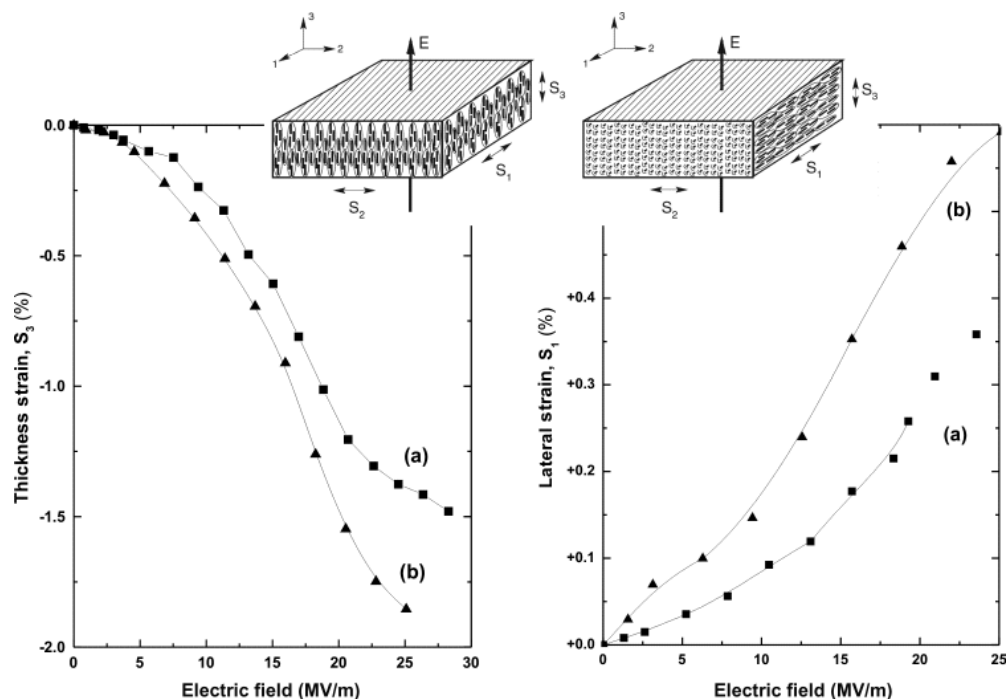 3
2
1
E
S3
S1
S2
3
2
1
E
S3
S1
S2
0.0
-0.5
-1.0
-1.5
-2.0
Thickness strain, S3 (%)
(a)
(b)
0 5 10 15 20 25 30
Electric field (MV/m)
+0.4
+0.3
+0.2
+0.1
+0.0
Lateral strain, S1 (%)
(b)
(a)
0 5 10 15 20 25
Electric field (MV/m)